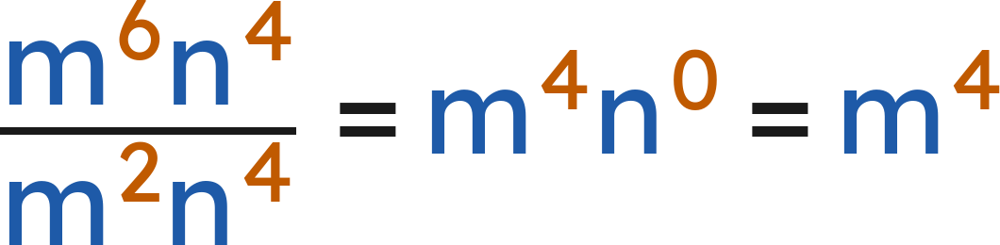 m⁶n⁴
m²n⁴ = m⁴n⁰ = m⁴